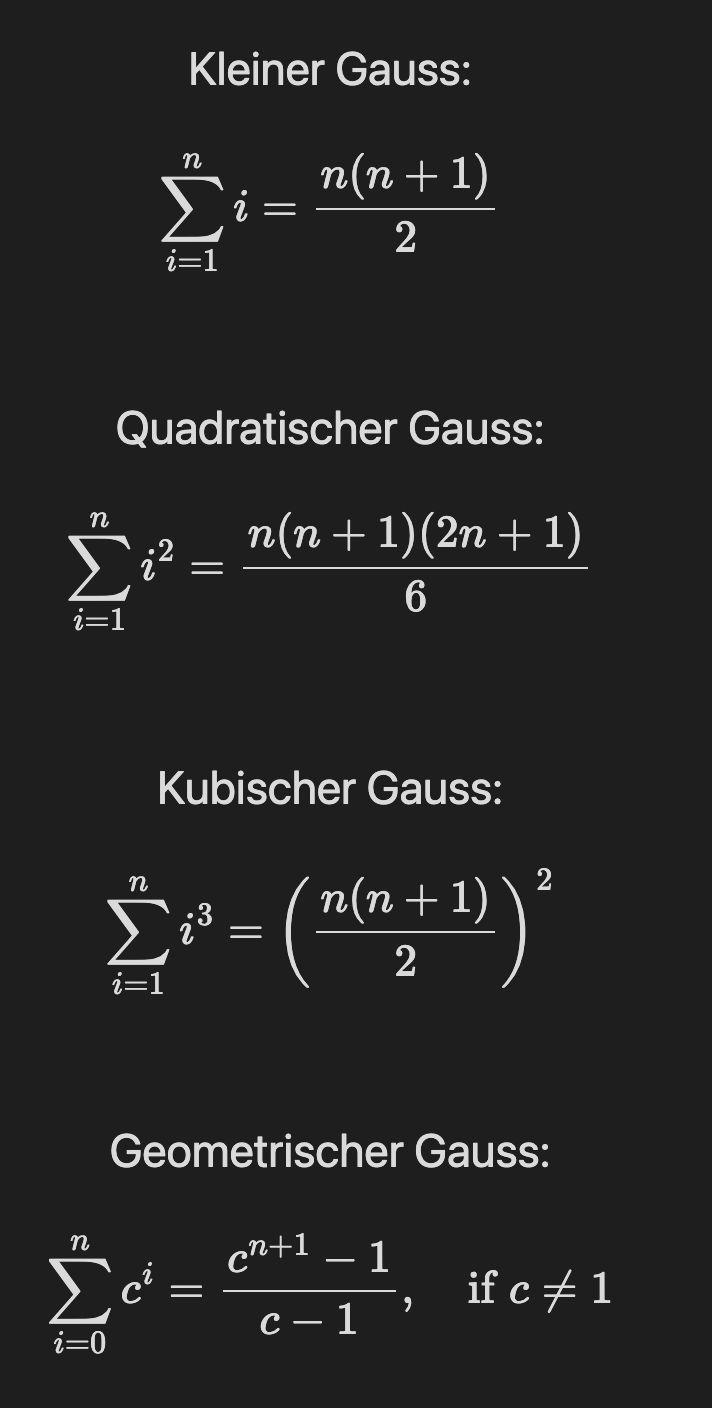 Kleiner Gauss:
\sum_{i=1}^{n} i = \frac{n(n+1)}{2}
Quadratischer Gauss:
\sum_{i=1}^{n} i^2 = \frac{n(n+1)(2n+1)}{6}
Kubischer Gauss:
\sum_{i=1}^{n} i^3 = \left( \frac{n(n+1)}{2} \right)^2
Geometrischer Gauss:
\sum_{i=0}^{n} c^i = \frac{c^{n+1} - 1}{c - 1}, \quad \text{if } c \neq 1